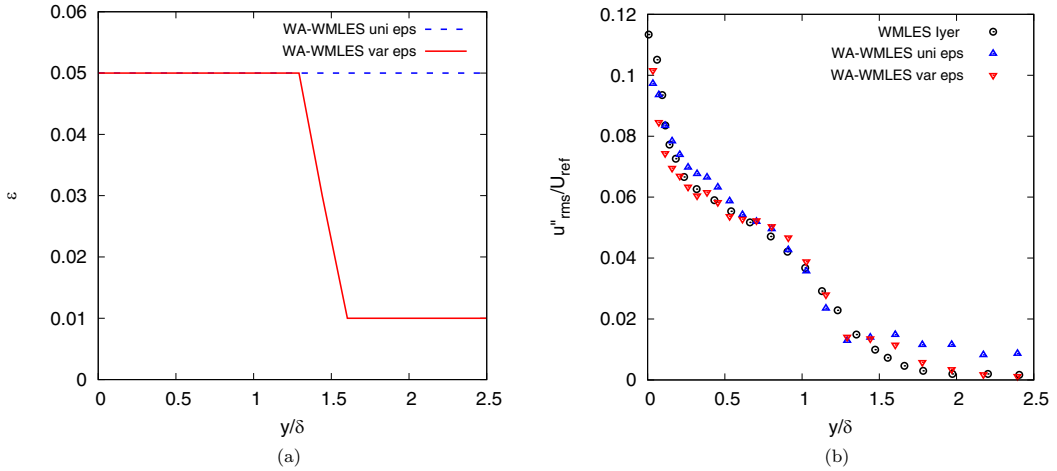 0.06
0.05
0.04
0.03
0.02
0.01
0
0
0.5
1
1.5
2
2.5
ε
y/δ
WA-WMLES uni eps
WA-WMLES var eps
(a)
0.12
0.1
0.08
0.06
0.04
0.02
0
0
0.5
1
1.5
2
2.5
u"rms/Uref
y/δ
WMLES Iyer
WA-WMLES uni eps
WA-WMLES var eps
(b)